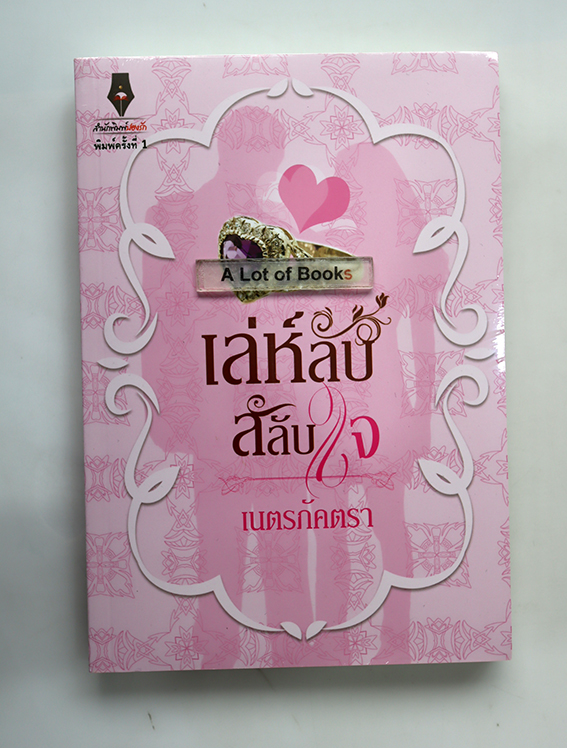 สำนักพิมพ์สองรัก
พิมพ์ครั้งที่ 1
A Lot of Books
เล่ห์ลับ
สลับใจ
เนตรภัคตรา